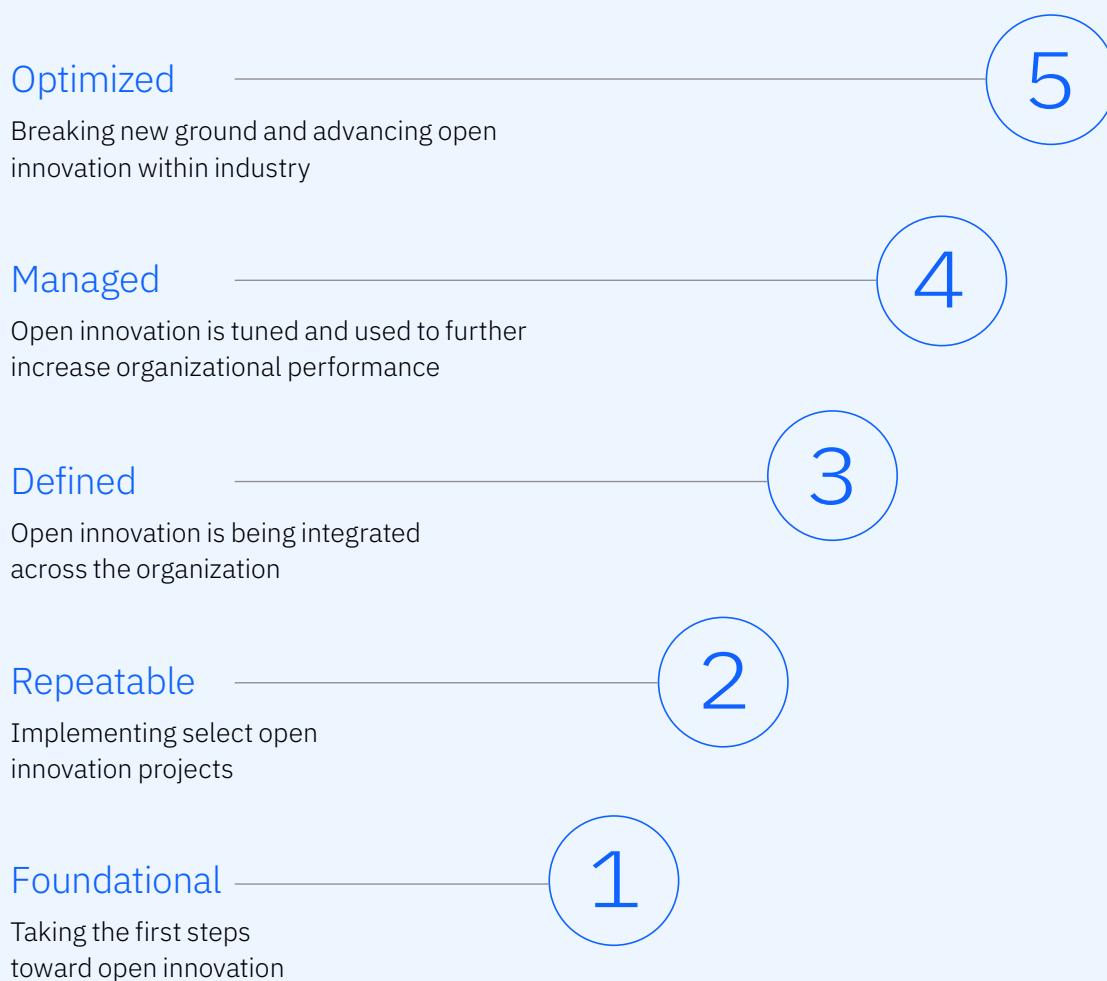 Optimized
5
Breaking new ground and advancing open
innovation within industry
Managed
4
Open innovation is tuned and used to further
increase organizational performance
Defined
3
Open innovation is being integrated
across the organization
Repeatable
2
Implementing select open
innovation projects
Foundational
1
Taking the first steps
toward open innovation